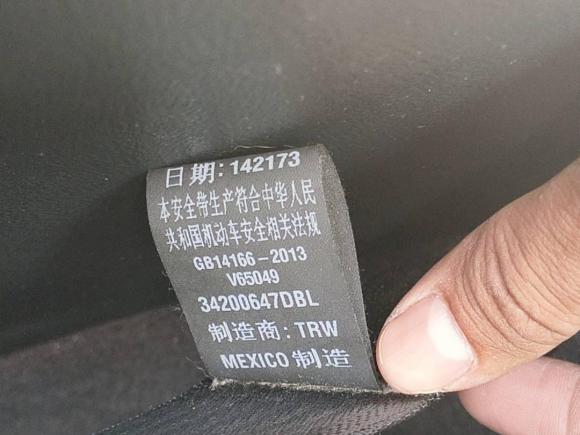 日期:142173
本安全带生产符合中华人民
共和国机动车安全相关法规
GB14166-2013
V65049
34200647DBL
制造商:TRW
MEXICO 制造